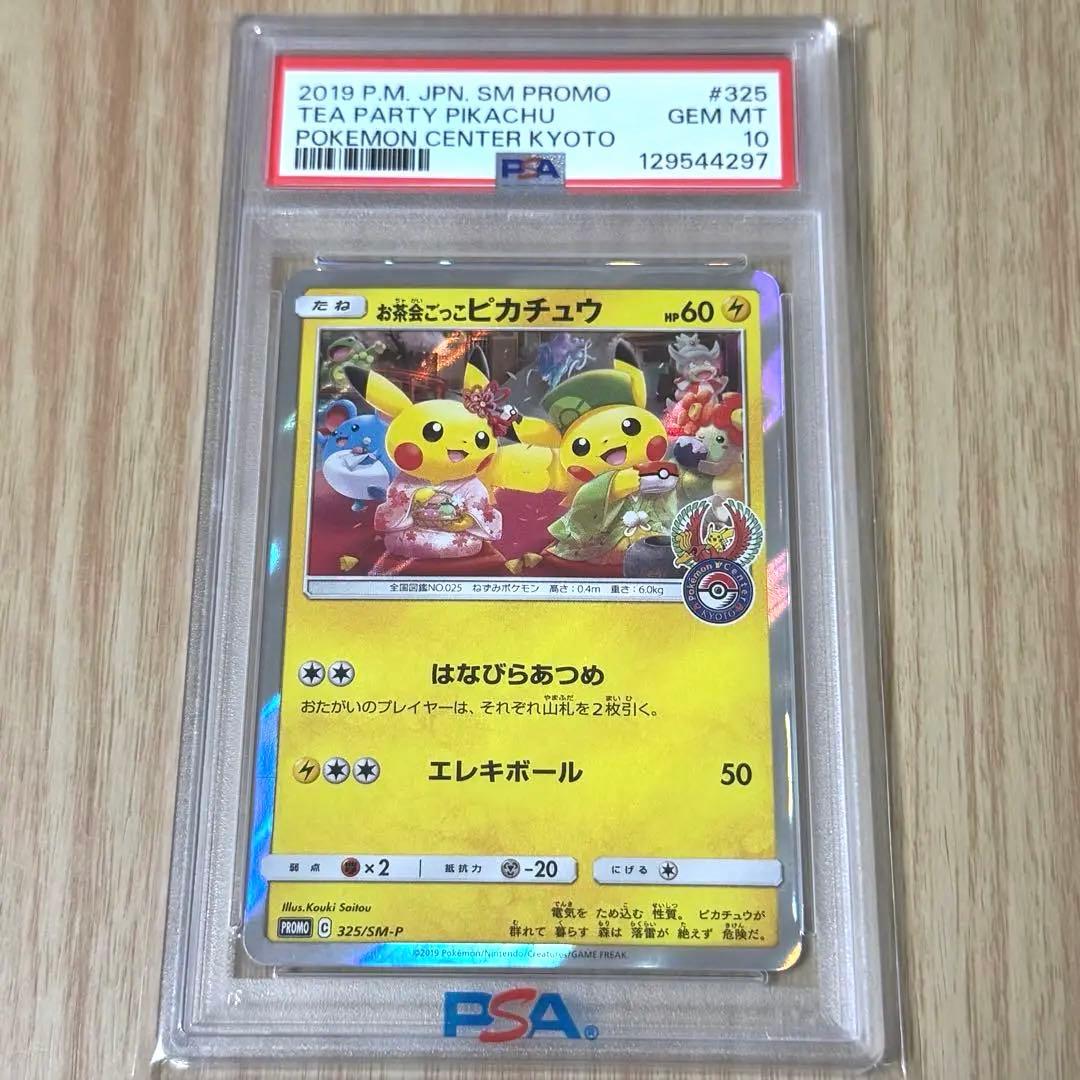 2019 P.M. JPN. SM PROMO #325
TEA PARTY PIKACHU GEM MT
POKEMON CENTER KYOTO 10
PSA 129544297
たね お茶会ごっこピカチュウ HP60
Pokémon Center
KYOTO
全国図鑑NO.025 ねずみポケモン 高さ:0.4m 重さ:6.0kg
はなびらあつめ
おたがいのプレイヤーは、それぞれ山札を2枚引く。
エレキボール 50
弱点 ×2 抵抗力 -20 にげる
Illus.Kouki Saitou
電気を ため込む 性質。 ピカチュウが
群れて 暮らす 森は 落雷が 絶えず 危険だ。
PROMO C 325/SM-P
©2019 Pokémon/Nintendo/Creatures/GAME FREAK.
PSA®